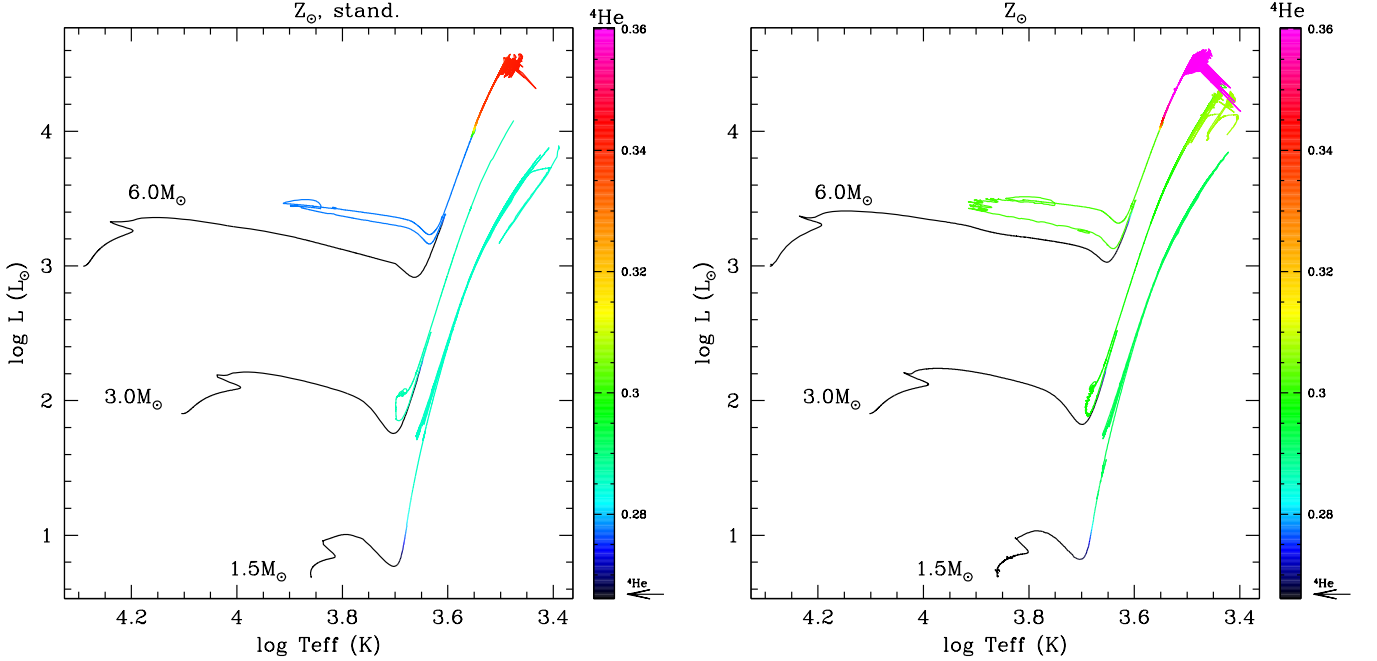 Z☉, stand.
⁴He
0.36
0.34
0.32
0.3
0.28
⁴He
4
3
2
1
log L (L☉)
6.0M☉
3.0M☉
1.5M☉
4.2 4 3.8 3.6 3.4
log Teff (K)
Z☉
⁴He
0.36
0.34
0.32
0.3
0.28
⁴He
4
3
2
1
log L (L☉)
6.0M☉
3.0M☉
1.5M☉
4.2 4 3.8 3.6 3.4
log Teff (K)